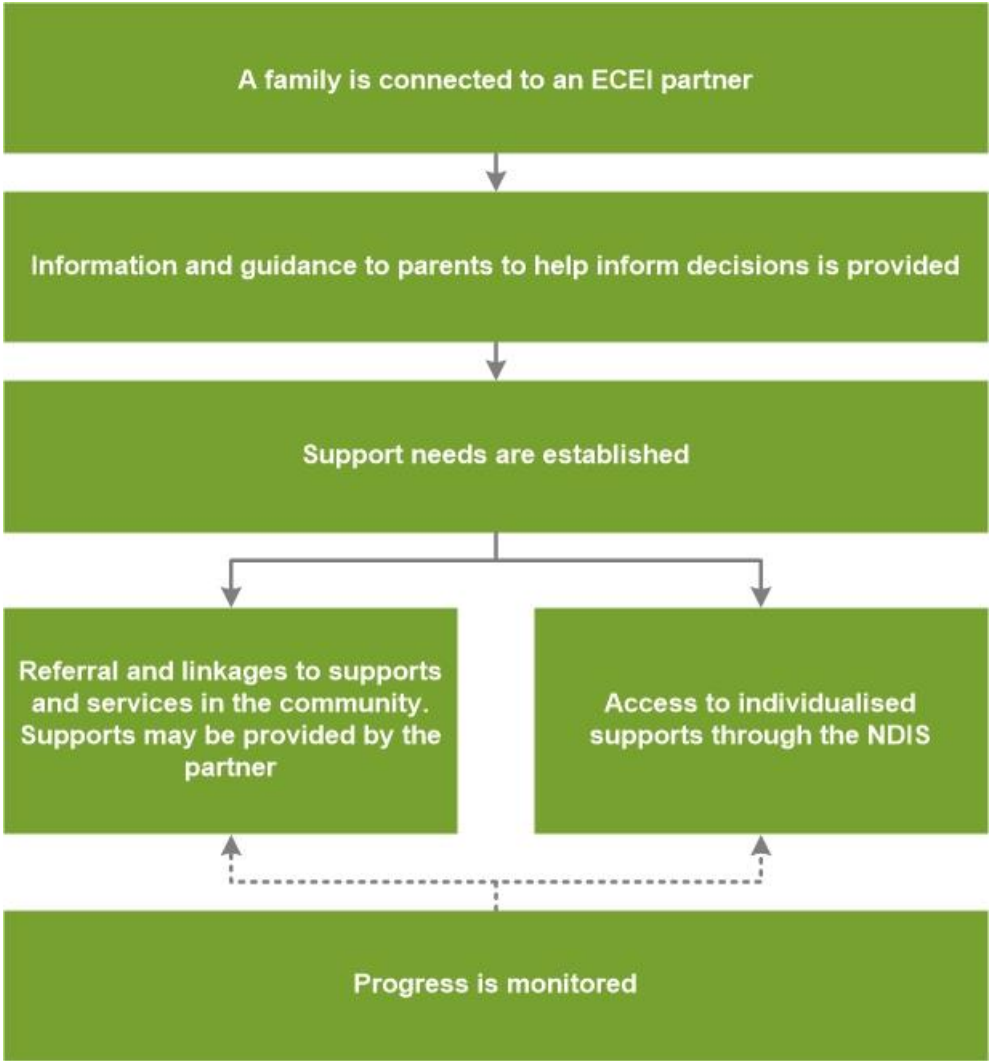 A family is connected to an ECEI partner
Information and guidance to parents to help inform decisions is provided
Support needs are established
Referral and linkages to supports
and services in the community.
Supports may be provided by the
partner
Access to individualised
supports through the NDIS
Progress is monitored